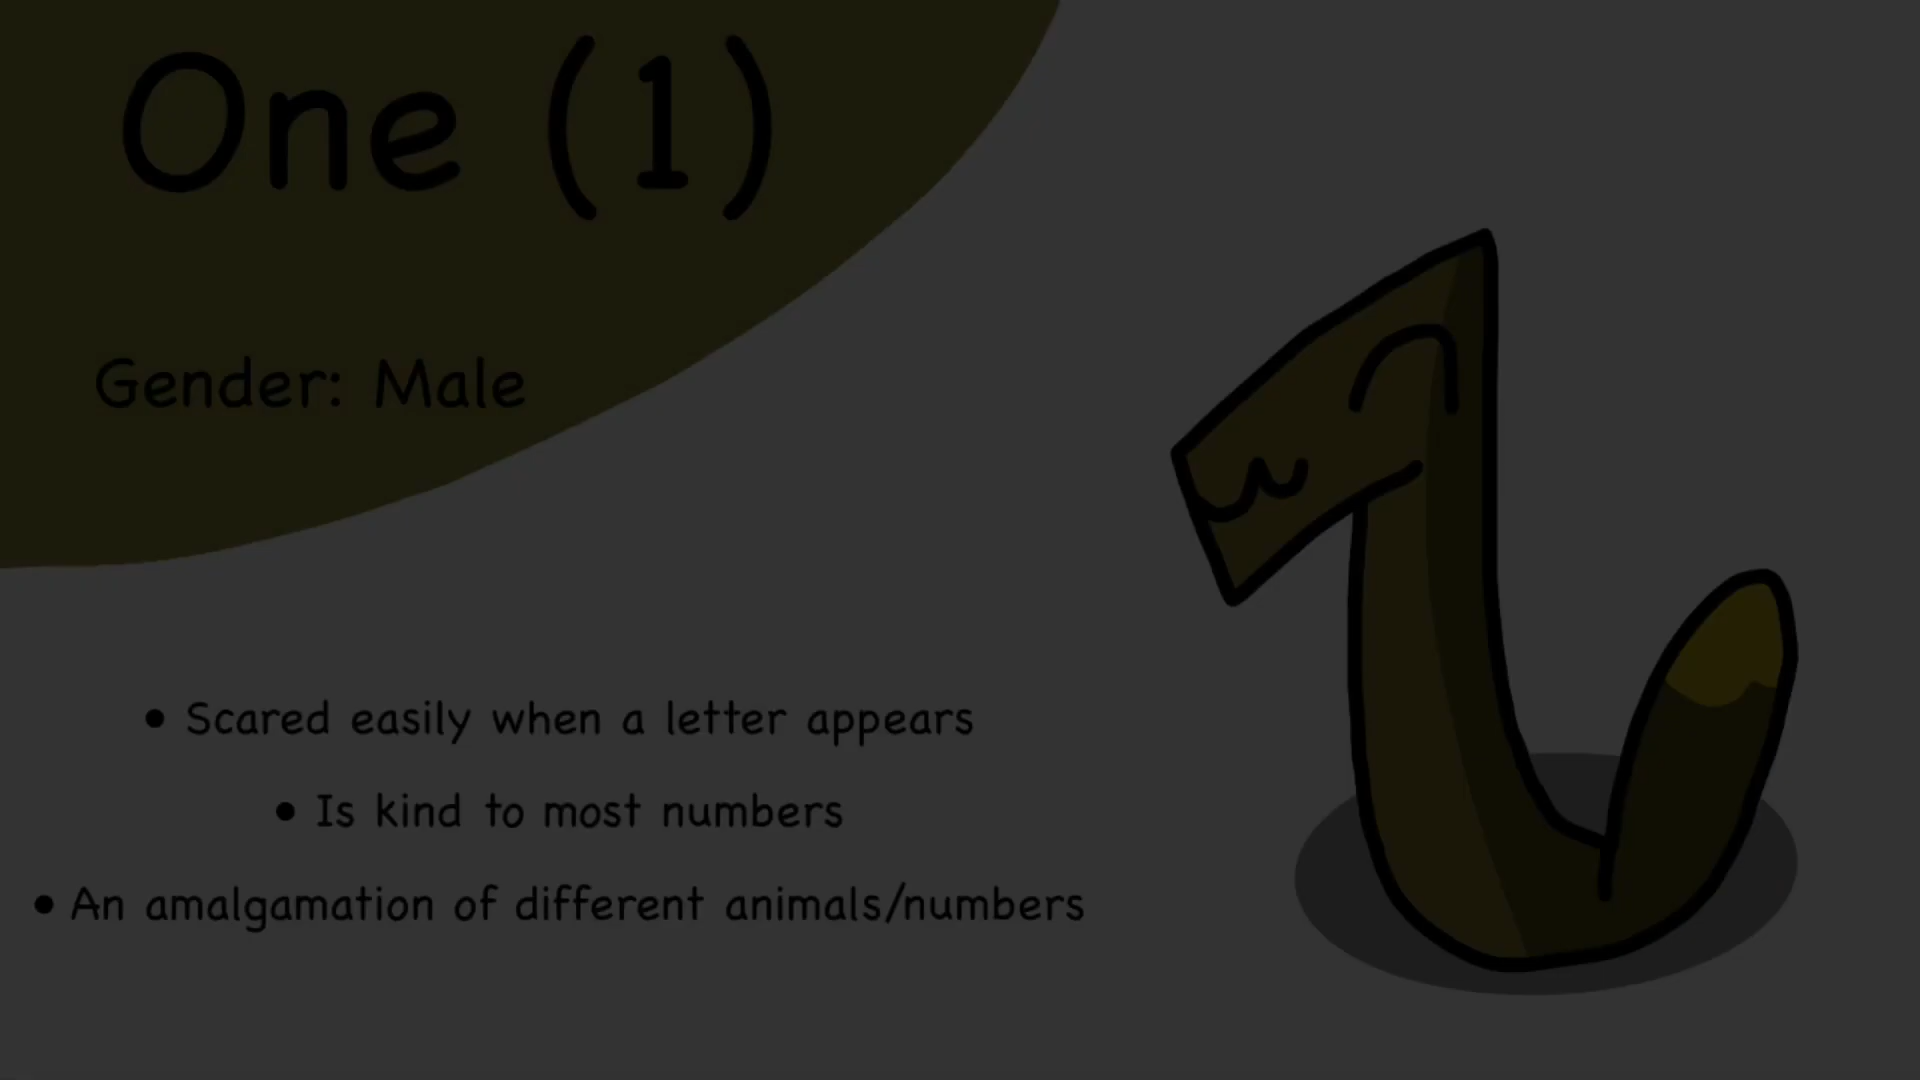 One (1)
Gender: Male
• Scared easily when a letter appears
• Is kind to most numbers
• An amalgamation of different animals/numbers